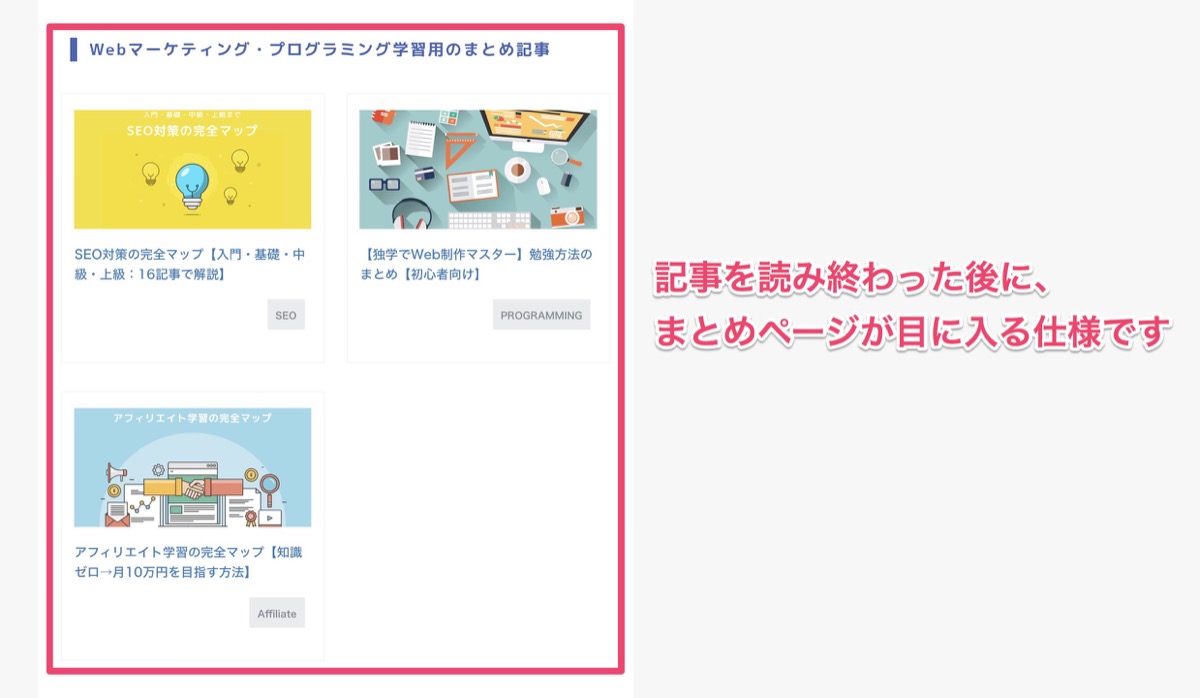 Webマーケティング・プログラミング学習用のまとめ記事
入門・基礎・中級・上級まで
SEO対策の完全マップ
SEO対策の完全マップ【入門・基礎・中
級・上級：16記事で解説】
SEO
【独学でWeb制作マスター】勉強方法の
まとめ【初心者向け】
PROGRAMMING
記事を読み終わった後に、
まとめページが目に入る仕様です
アフィリエイト学習の完全マップ
アフィリエイト学習の完全マップ【知識
ゼロ→月10万円を目指す方法】
Affiliate